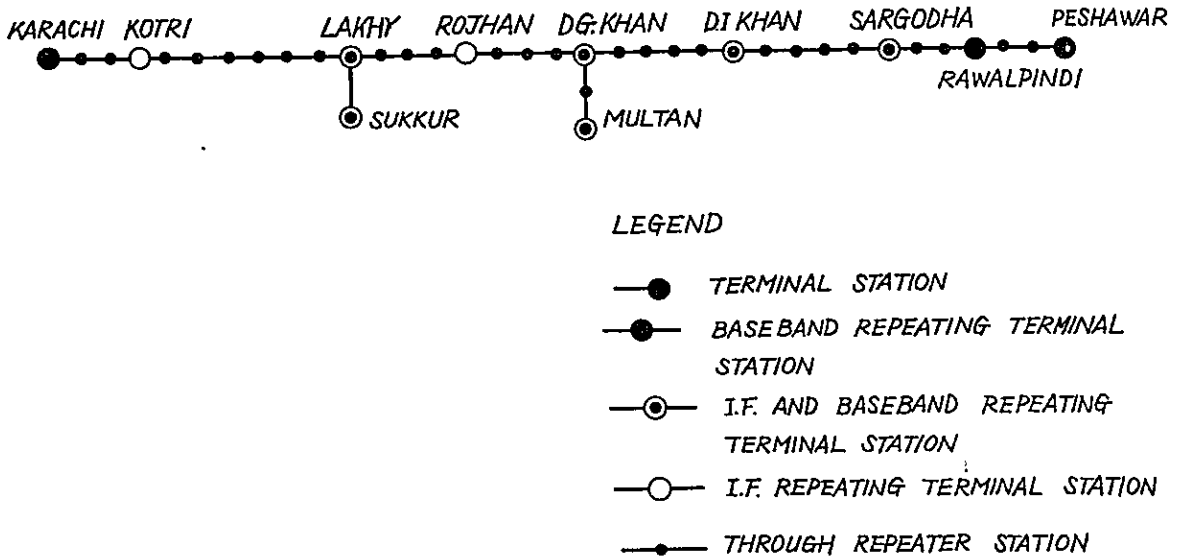 KARACHI KOTRI LAKHY ROJHAN DG.KHAN DI KHAN SARGODHA PESHAWAR
RAWALPINDI
SUKKUR MULTAN
LEGEND
TERMINAL STATION
BASEBAND REPEATING TERMINAL
STATION
I.F. AND BASEBAND REPEATING
TERMINAL STATION
I.F. REPEATING TERMINAL STATION
THROUGH REPEATER STATION